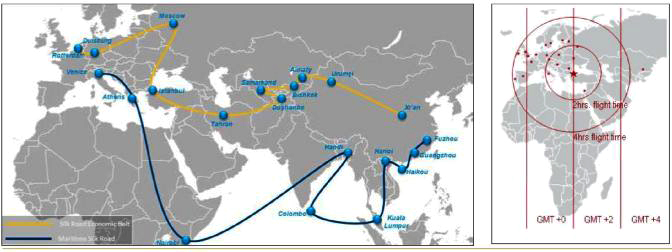 Moscow
Duisburg
Rotterdam
Venice
Athens
Istanbul
Samarkand
Almaty
Urumqi
Bishkek
Dushanbe
Tehran
Xi'an
Fuzhou
Guangzhou
Hanoi
Haikou
Colombo
Kuala
Lumpur
Nairobi
Silk Road Economic Belt
Maritime Silk Road
2hrs. flight time
4hrs. flight time
GMT +0
GMT +2
GMT +4